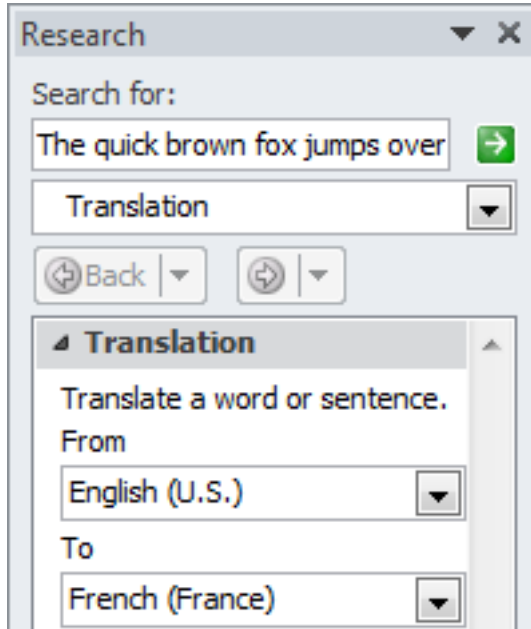 Research
Search for:
The quick brown fox jumps over
Translation
Back
Translation
Translate a word or sentence.
From
English (U.S.)
To
French (France)